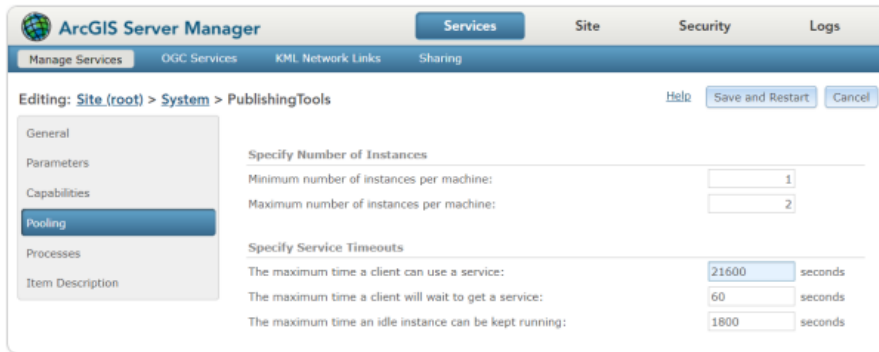 ArcGIS Server Manager
Services Site Security Logs
Manage Services OGC Services KML Network Links Sharing
Editing: Site (root) > System > PublishingTools
Help Save and Restart Cancel
General
Parameters
Capabilities
Pooling
Processes
Item Description
Specify Number of Instances
Minimum number of instances per machine: 1
Maximum number of instances per machine: 2
Specify Service Timeouts
The maximum time a client can use a service: 21600 seconds
The maximum time a client will wait to get a service: 60 seconds
The maximum time an idle instance can be kept running: 1800 seconds